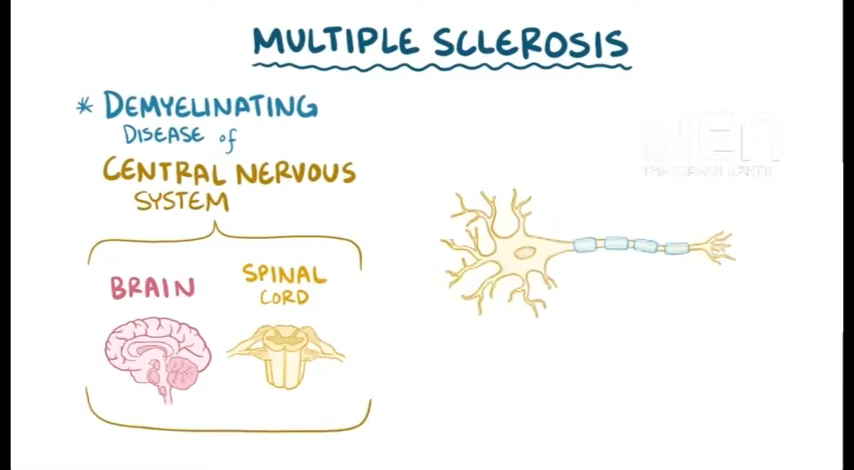 MULTIPLE SCLEROSIS
* DEMYELINATING
DISEASE of
CENTRAL NERVOUS
SYSTEM
BRAIN
SPINAL
CORD